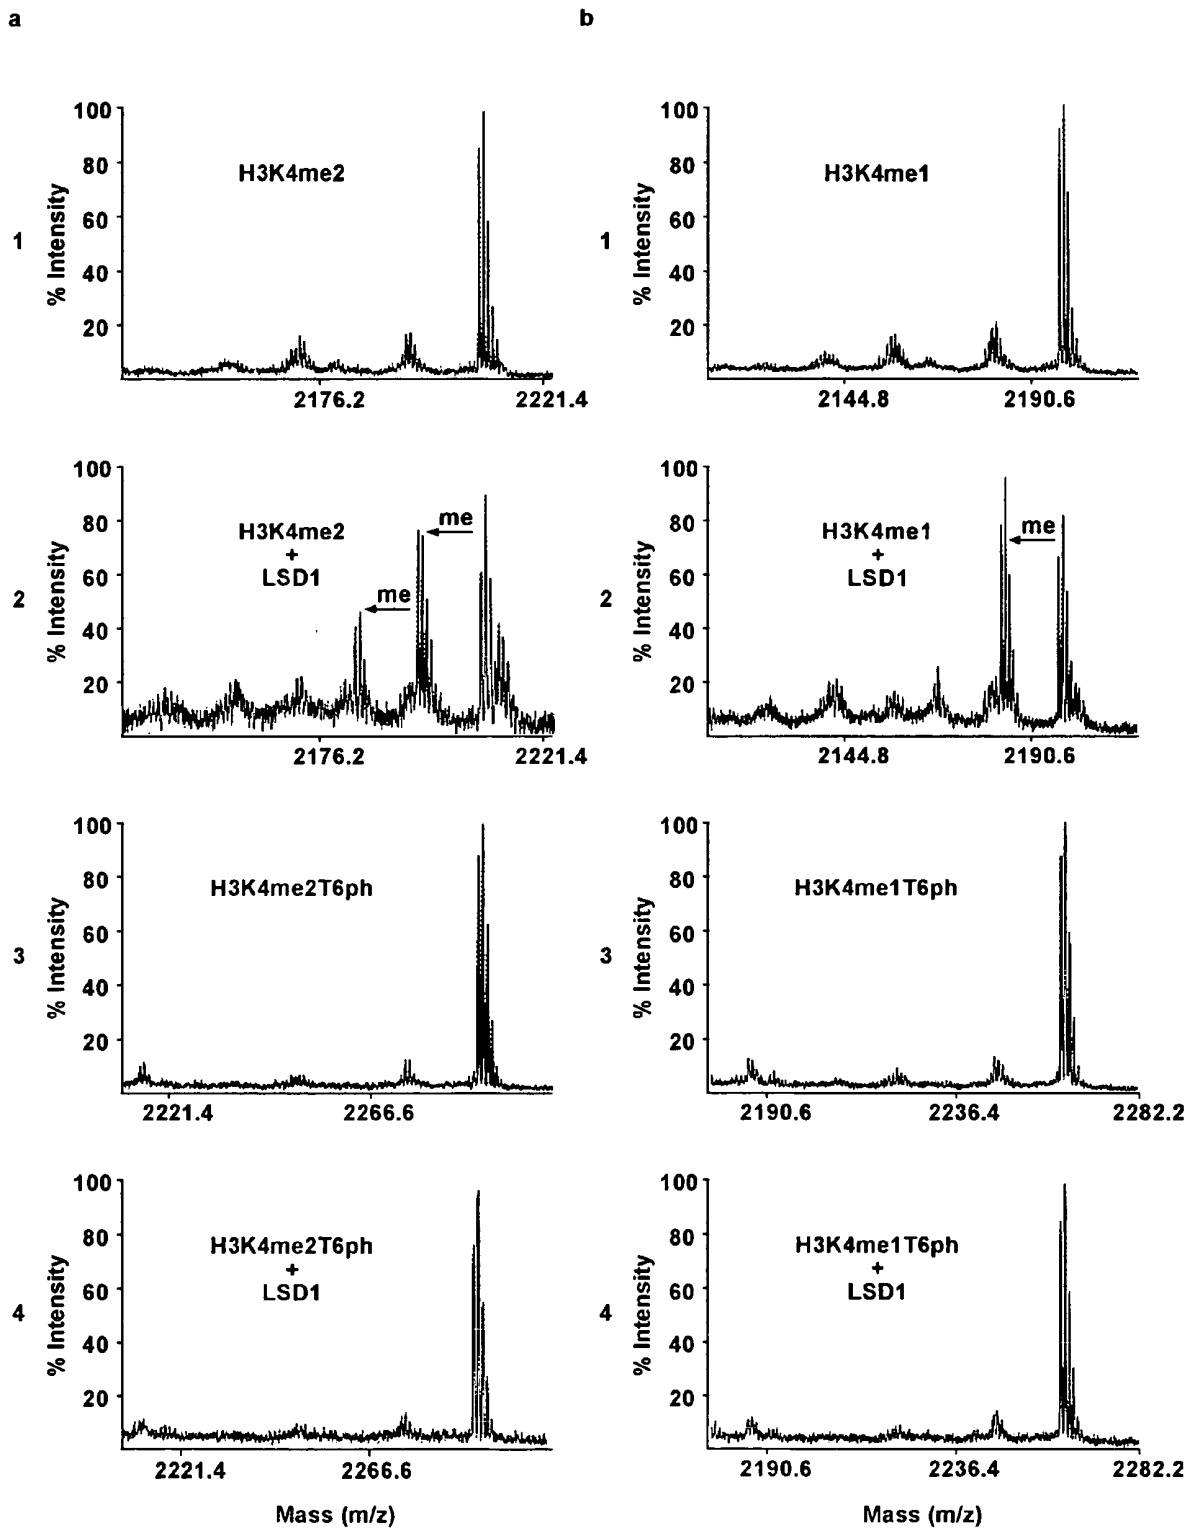 a
b
1
% Intensity
100
80
60
40
20
H3K4me2
2176.2
2221.4
1
% Intensity
100
80
60
40
20
H3K4me1
2144.8
2190.6
2
% Intensity
100
80
60
40
20
H3K4me2
+
LSD1
me
me
2176.2
2221.4
2
% Intensity
100
80
60
40
20
H3K4me1
+
LSD1
me
2144.8
2190.6
3
% Intensity
100
80
60
40
20
H3K4me2T6ph
2221.4
2266.6
3
% Intensity
100
80
60
40
20
H3K4me1T6ph
2190.6
2236.4
2282.2
4
% Intensity
100
80
60
40
20
H3K4me2T6ph
+
LSD1
2221.4
2266.6
Mass (m/z)
4
% Intensity
100
80
60
40
20
H3K4me1T6ph
+
LSD1
2190.6
2236.4
2282.2
Mass (m/z)